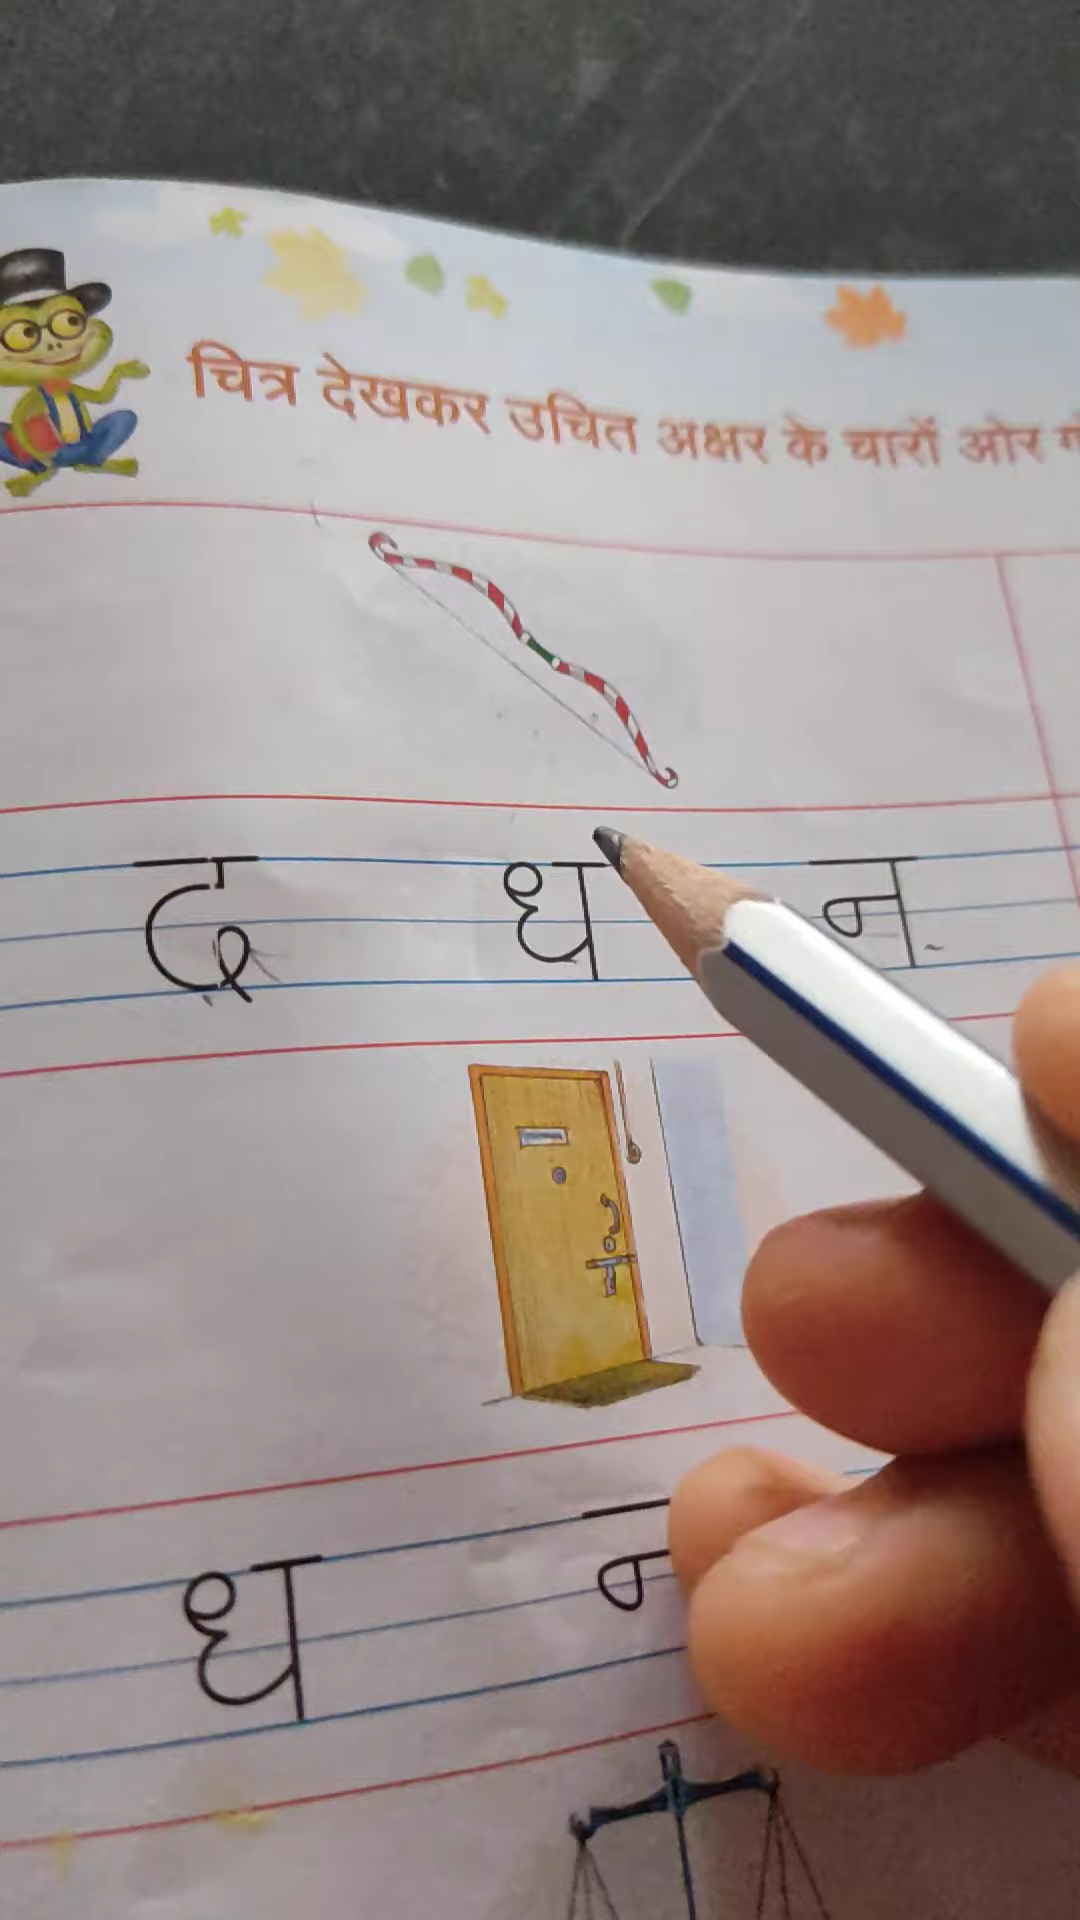 चित्र देखकर उचित अक्षर के चारों ओर
द ध न
ध